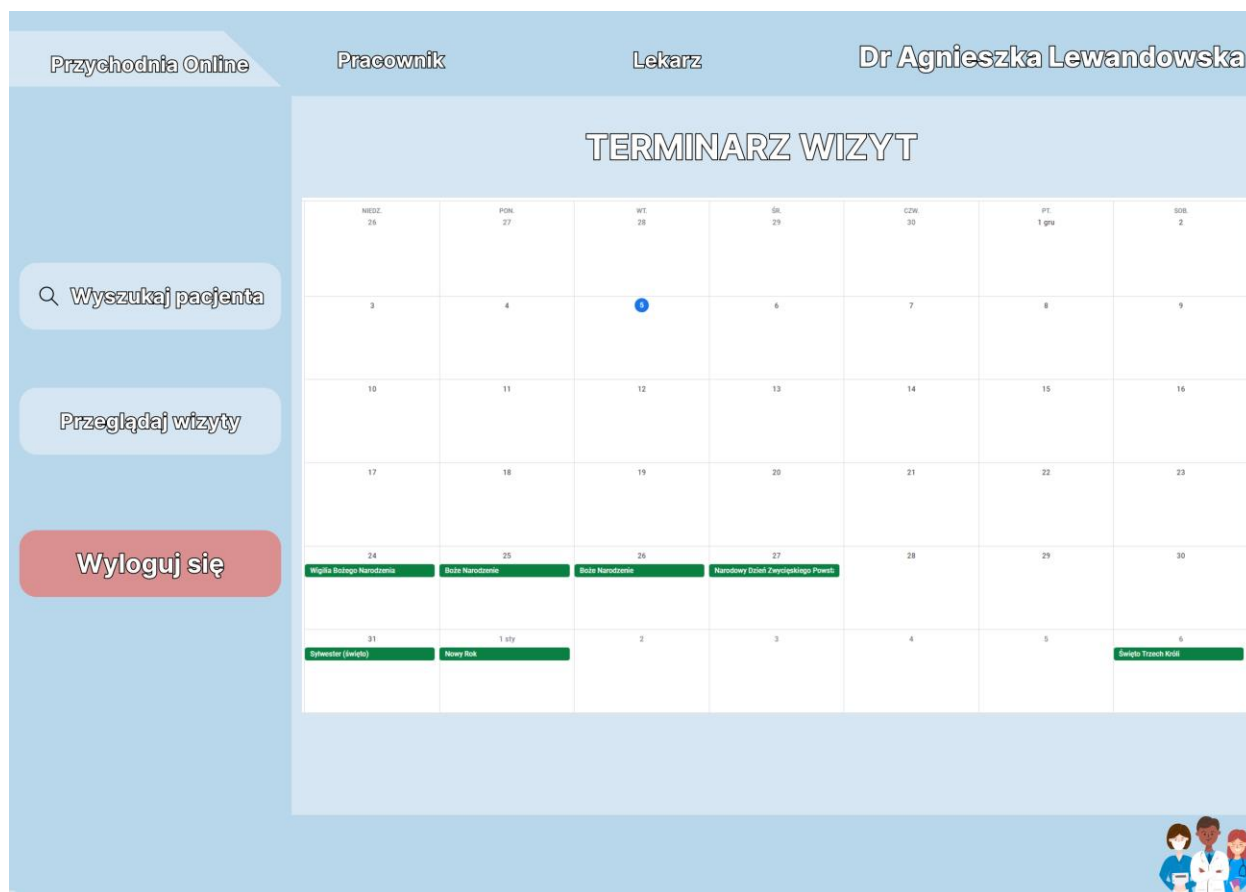 Przychodnia Online
Pracownik
Lekarz
Dr Agnieszka Lewandowska
TERMINARZ WIZYT
Wyszukaj pacjenta
Przeglądaj wizyty
Wyloguj się
NIEDZ. PON. WT. ŚR. CZW. PT. SOB.
26 27 28 29 30 1 gru 2
3 4 5 6 7 8 9
10 11 12 13 14 15 16
17 18 19 20 21 22 23
24 25 26 27 28 29 30
Wigilia Bożego Narodzenia Boże Narodzenie Boże Narodzenie Narodowy Dzień Zwycięskiego Powsta
31 1 sty 2 3 4 5 6
Sylwester (święto) Nowy Rok Święto Trzech Króli